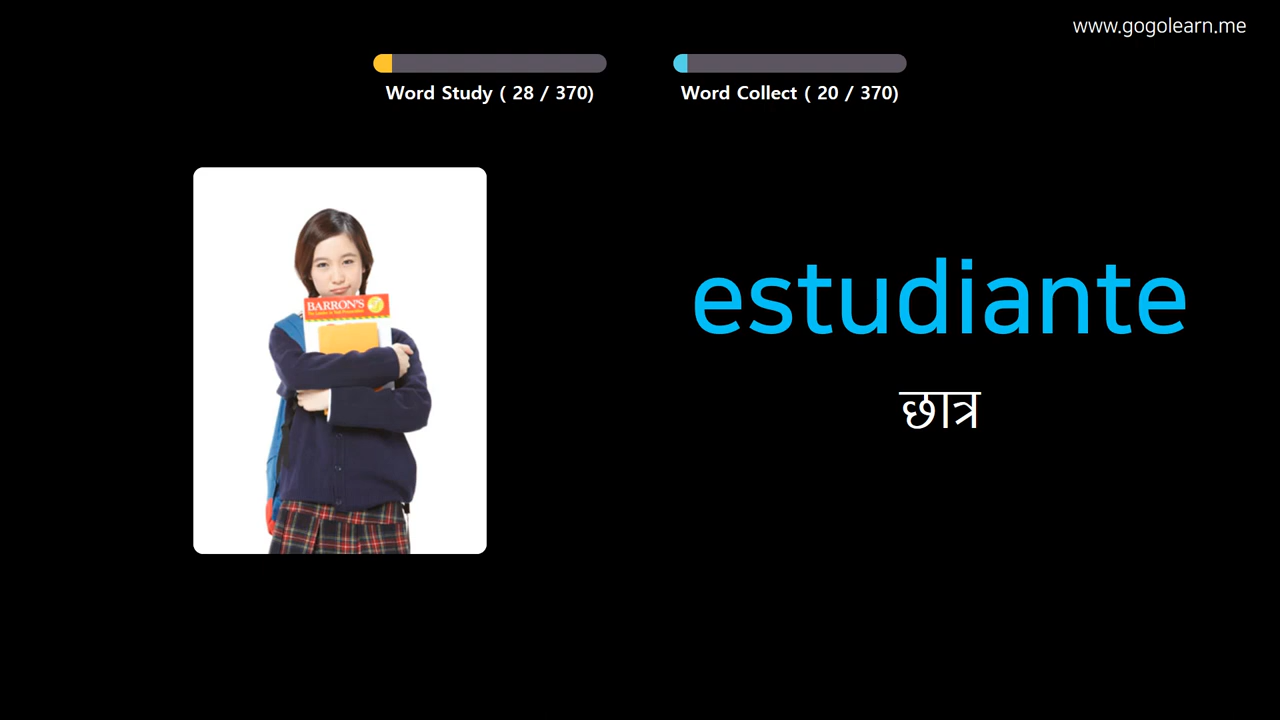 www.gogolearn.me
Word Study ( 28 / 370)
Word Collect ( 20 / 370)
BARRON'S
estudiante
छात्र